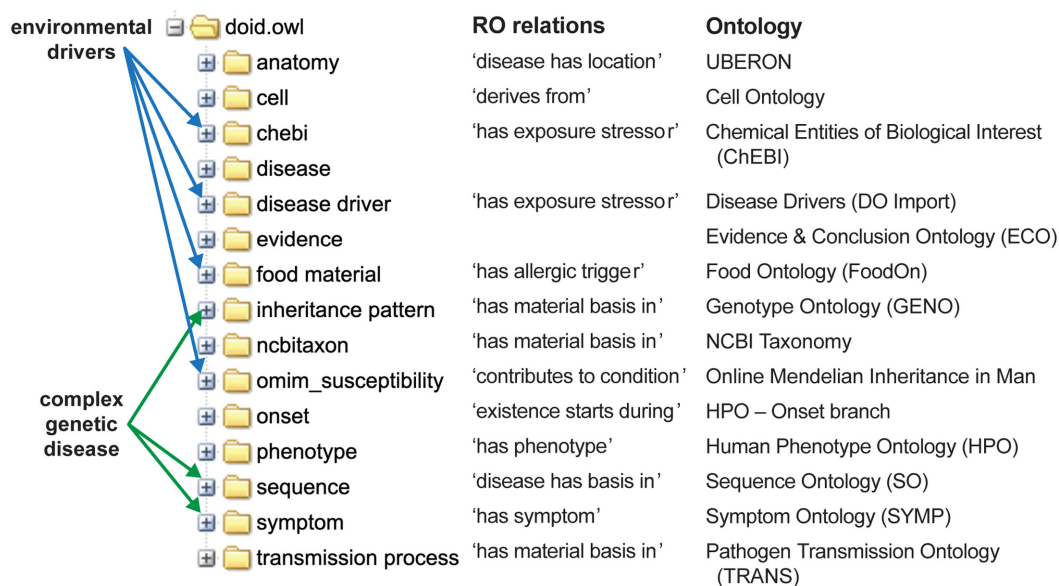 environmental drivers
doid.owl RO relations Ontology
anatomy ‘disease has location’ UBERON
cell ‘derives from’ Cell Ontology
chebi ‘has exposure stressor’ Chemical Entities of Biological Interest
(ChEBI)
disease
disease driver ‘has exposure stressor’ Disease Drivers (DO Import)
evidence Evidence & Conclusion Ontology (ECO)
food material ‘has allergic trigger’ Food Ontology (FoodOn)
inheritance pattern ‘has material basis in’ Genotype Ontology (GENO)
ncbitaxon ‘has material basis in’ NCBI Taxonomy
omim_susceptibility ‘contributes to condition’ Online Mendelian Inheritance in Man
complex
genetic
disease
onset ‘existence starts during’ HPO – Onset branch
phenotype ‘has phenotype’ Human Phenotype Ontology (HPO)
sequence ‘disease has basis in’ Sequence Ontology (SO)
symptom ‘has symptom’ Symptom Ontology (SYMP)
transmission process ‘has material basis in’ Pathogen Transmission Ontology
(TRANS)